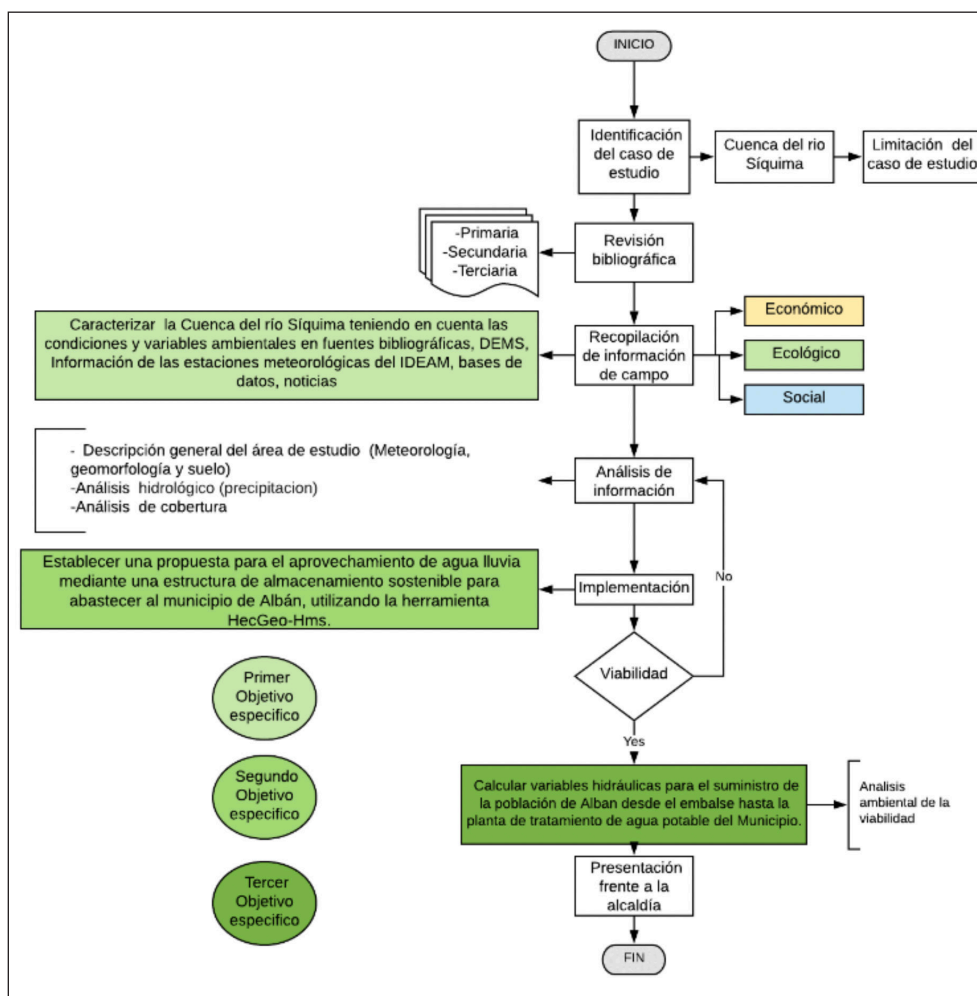 INICIO
Identificación
del caso de
estudio
Cuenca del rio
Síquima
Limitación del
caso de estudio
-Primaria
-Secundaria
-Terciaria
Revisión
bibliográfica
Caracterizar la Cuenca del río Síquima teniendo en cuenta las
condiciones y variables ambientales en fuentes bibliográficas, DEMS,
Información de las estaciones meteorológicas del IDEAM, bases de
datos, noticias
Recopilación
de información
de campo
Económico
Ecológico
Social
- Descripción general del área de estudio (Meteorología,
geomorfología y suelo)
-Análisis hidrológico (precipitacion)
-Análisis de cobertura
Análisis de
información
Establecer una propuesta para el aprovechamiento de agua lluvia
mediante una estructura de almacenamiento sostenible para
abastecer al municipio de Albán, utilizando la herramienta
HecGeo-Hms.
Implementación
No
Viabilidad
Yes
Primer
Objetivo
especifico
Segundo
Objetivo
especifico
Tercer
Objetivo
especifico
Calcular variables hidráulicas para el suministro de
la población de Alban desde el embalse hasta la
planta de tratamiento de agua potable del Municipio.
Analisis
ambiental de la
viabilidad
Presentación
frente a la
alcaldía
FIN